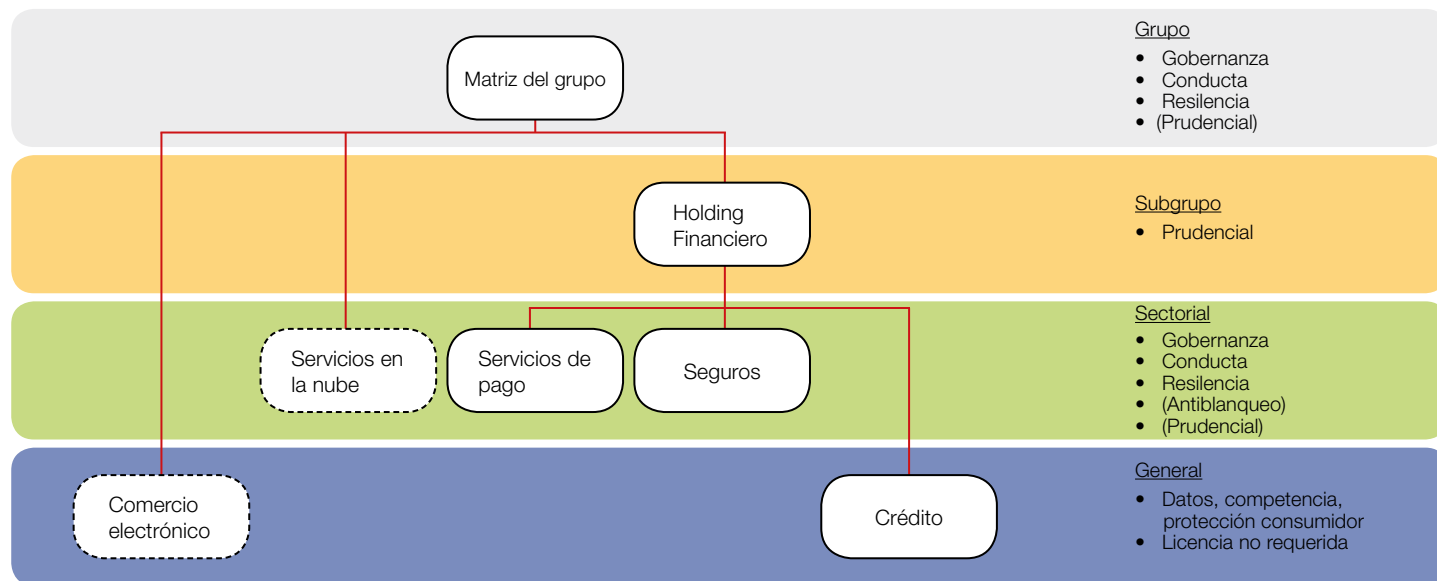 Matriz del grupo
Grupo
• Gobernanza
• Conducta
• Resilencia
• (Prudencial)
Holding
Financiero
Subgrupo
• Prudencial
Servicios en
la nube
Servicios de
pago
Seguros
Sectorial
• Gobernanza
• Conducta
• Resilencia
• (Antiblanqueo)
• (Prudencial)
Comercio
electrónico
Crédito
General
• Datos, competencia,
protección consumidor
• Licencia no requerida